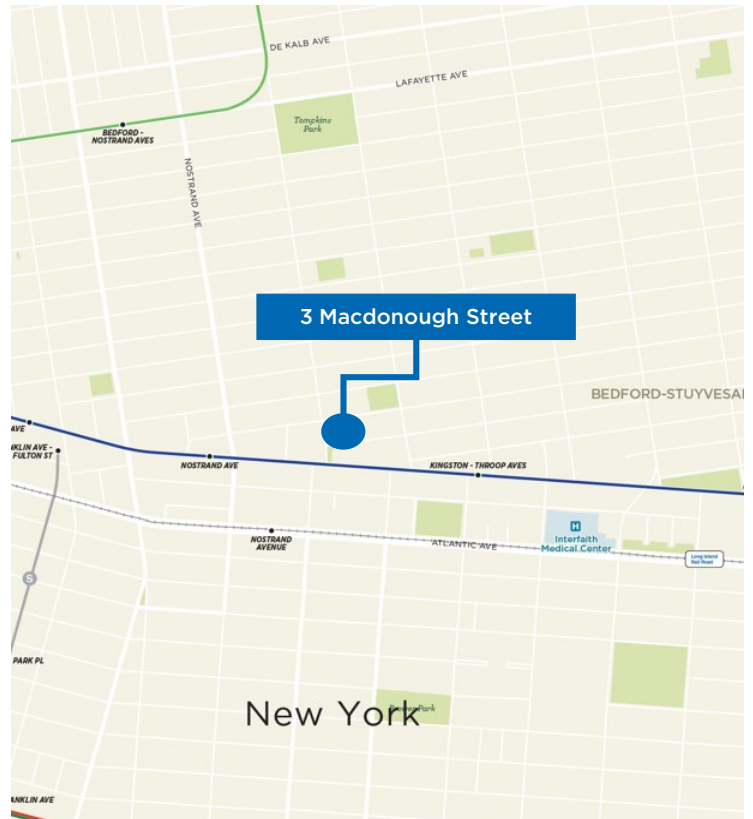 DE KALB AVE
LAFAYETTE AVE
BEDFORD -
NOSTRAND AVES
Tompkins
Park
NOSTRAND AVE
3 Macdonough Street
BEDFORD-STUYVESA
AVE
KLIN AVE -
FULTON ST
NOSTRAND AVE
KINGSTON - THROOP AVES
NOSTRAND
AVENUE
ATLANTIC AVE
H
Interfaith
Medical Center
Long Island
Rail Road
S
PARK PL
New York
Park
ANKLIN AVE